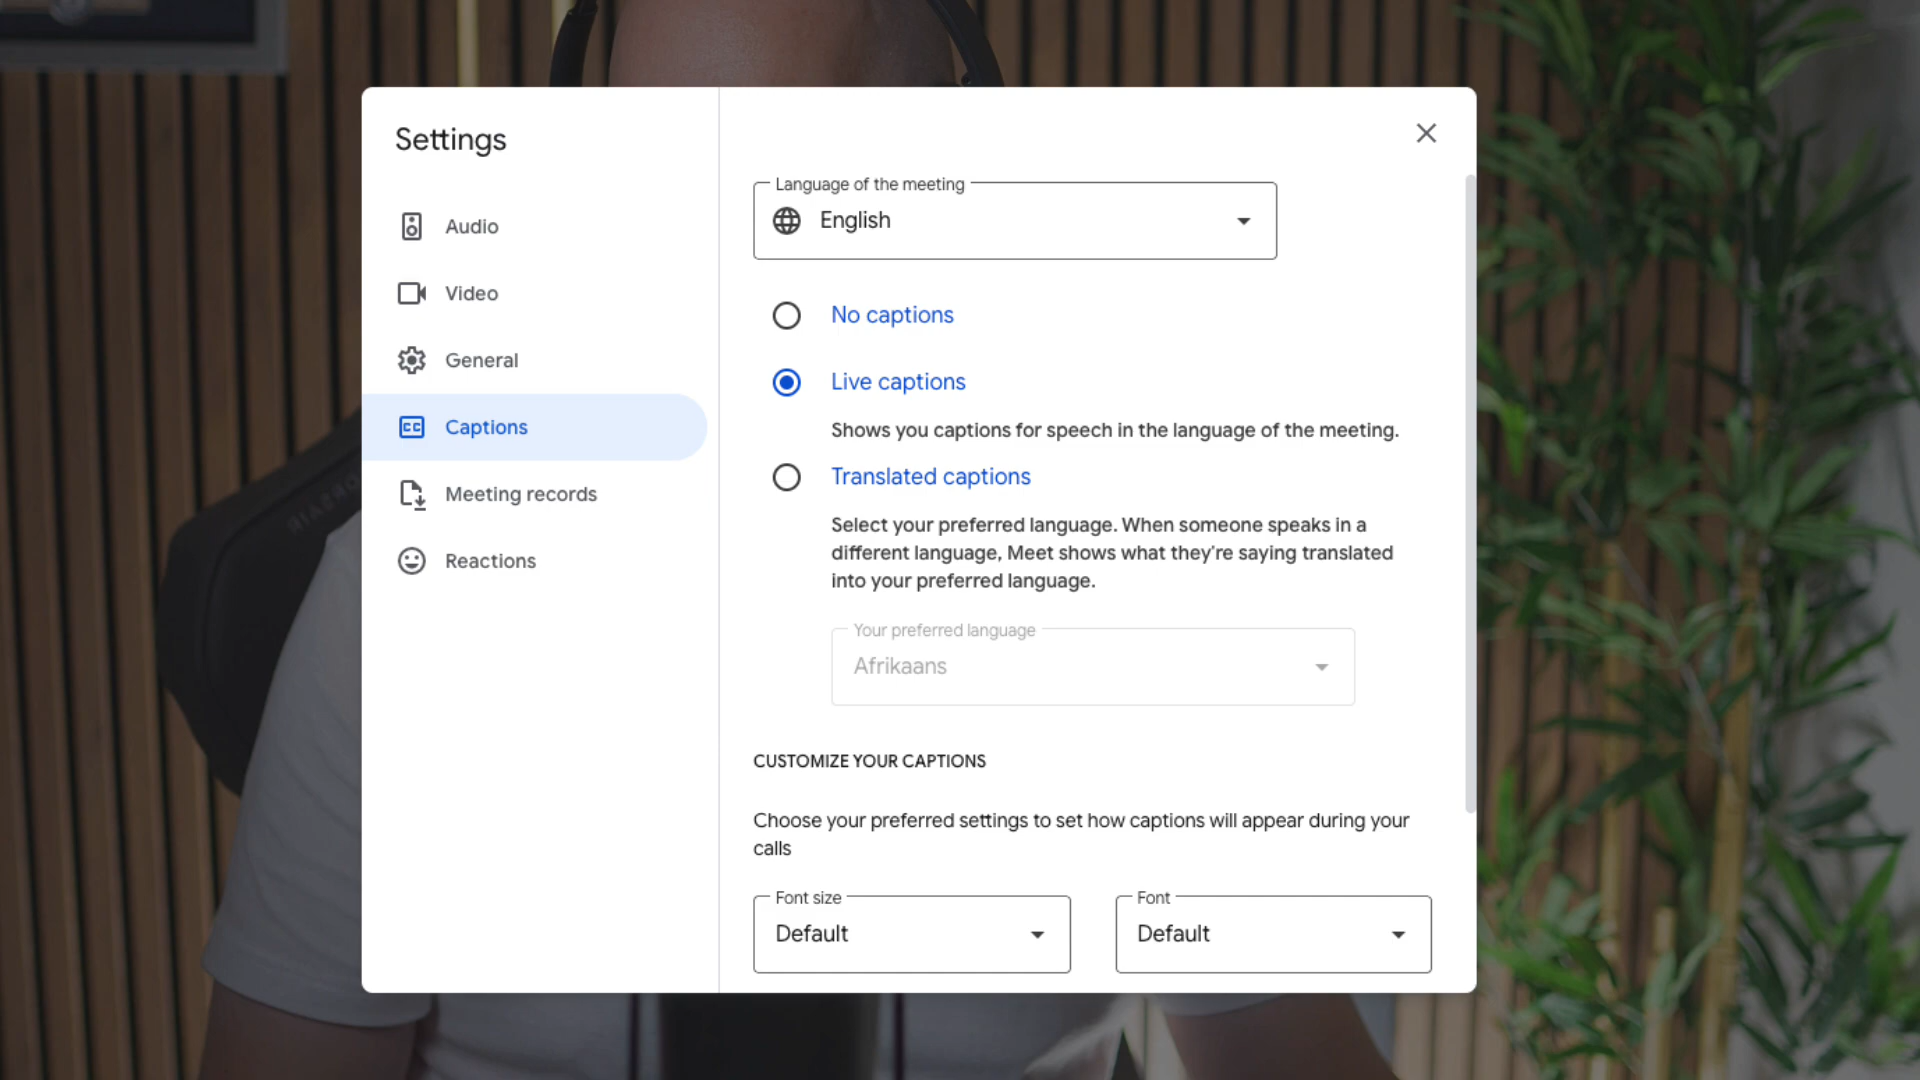 Settings
Audio
Video
General
Captions
Meeting records
Reactions
Language of the meeting
English
No captions
Live captions
Shows you captions for speech in the language of the meeting.
Translated captions
Select your preferred language. When someone speaks in a
different language, Meet shows what they're saying translated
into your preferred language.
Your preferred language
Afrikaans
CUSTOMIZE YOUR CAPTIONS
Choose your preferred settings to set how captions will appear during your
calls
Font size
Default
Font
Default